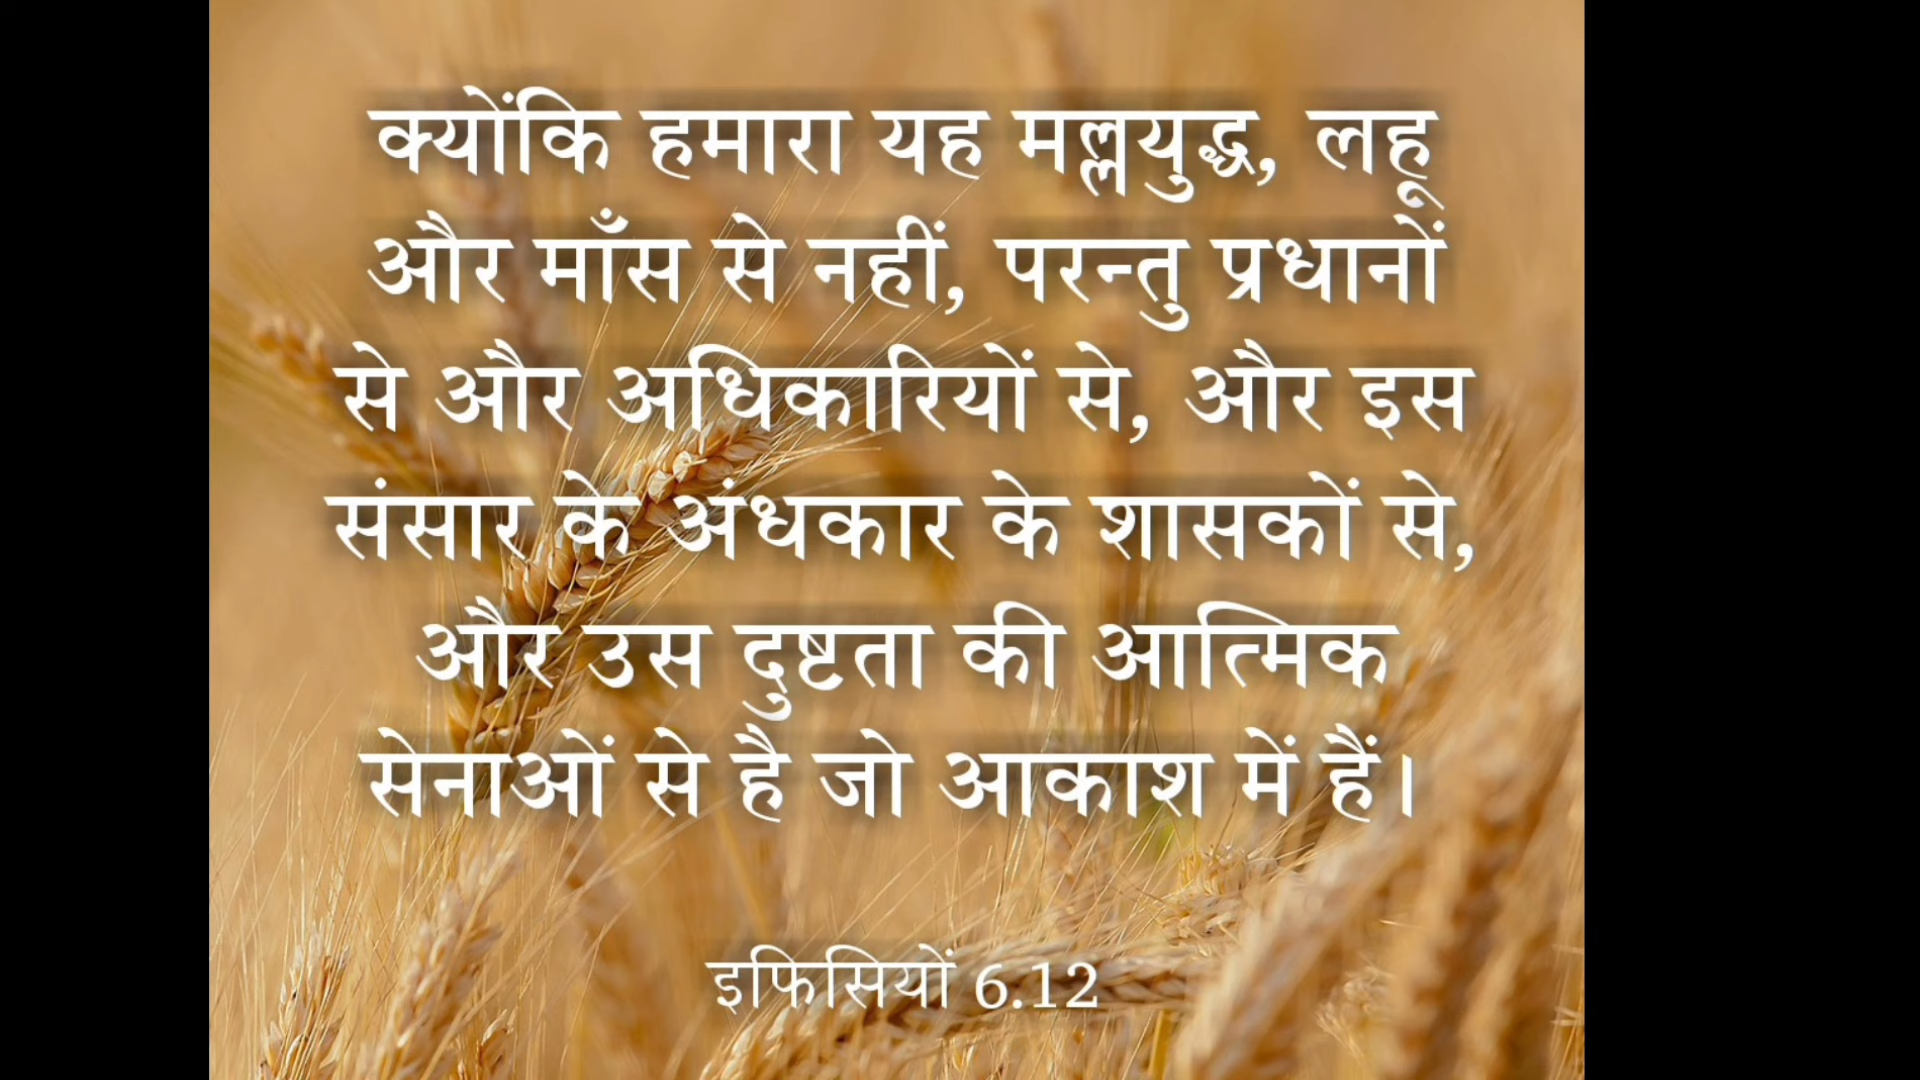 क्योंकि हमारा यह मल्लयुद्ध, लहू
और माँस से नहीं, परन्तु प्रधानों
से और अधिकारियों से, और इस
संसार के अंधकार के शासकों से,
और उस दुष्टता की आत्मिक
सेनाओं से है जो आकाश में हैं।
इफिसियों 6.12